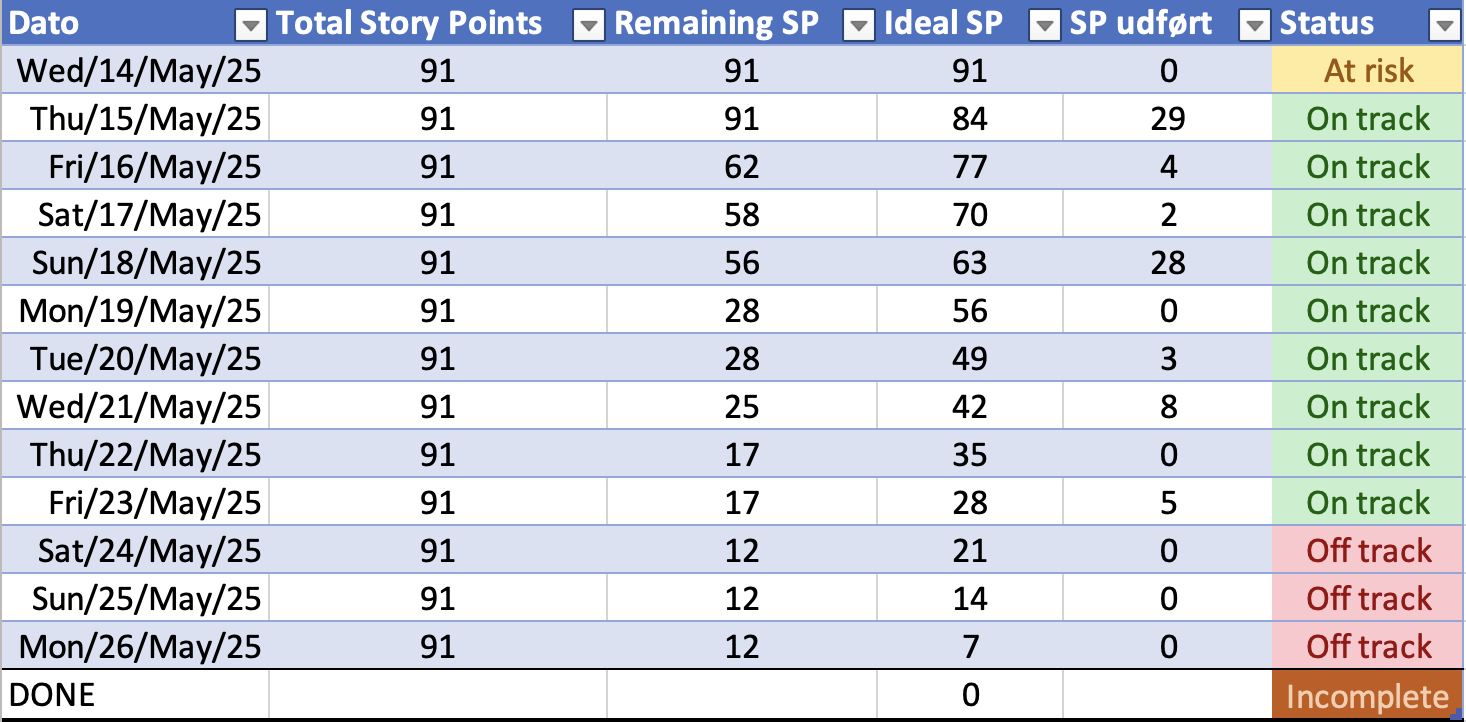 Dato Total Story Points Remaining SP Ideal SP SP udført Status
Wed/14/May/25 91 91 91 0 At risk
Thu/15/May/25 91 91 84 29 On track
Fri/16/May/25 91 62 77 4 On track
Sat/17/May/25 91 58 70 2 On track
Sun/18/May/25 91 56 63 28 On track
Mon/19/May/25 91 28 56 0 On track
Tue/20/May/25 91 28 49 3 On track
Wed/21/May/25 91 25 42 8 On track
Thu/22/May/25 91 17 35 0 On track
Fri/23/May/25 91 17 28 5 On track
Sat/24/May/25 91 12 21 0 Off track
Sun/25/May/25 91 12 14 0 Off track
Mon/26/May/25 91 12 7 0 Off track
DONE 0 Incomplete